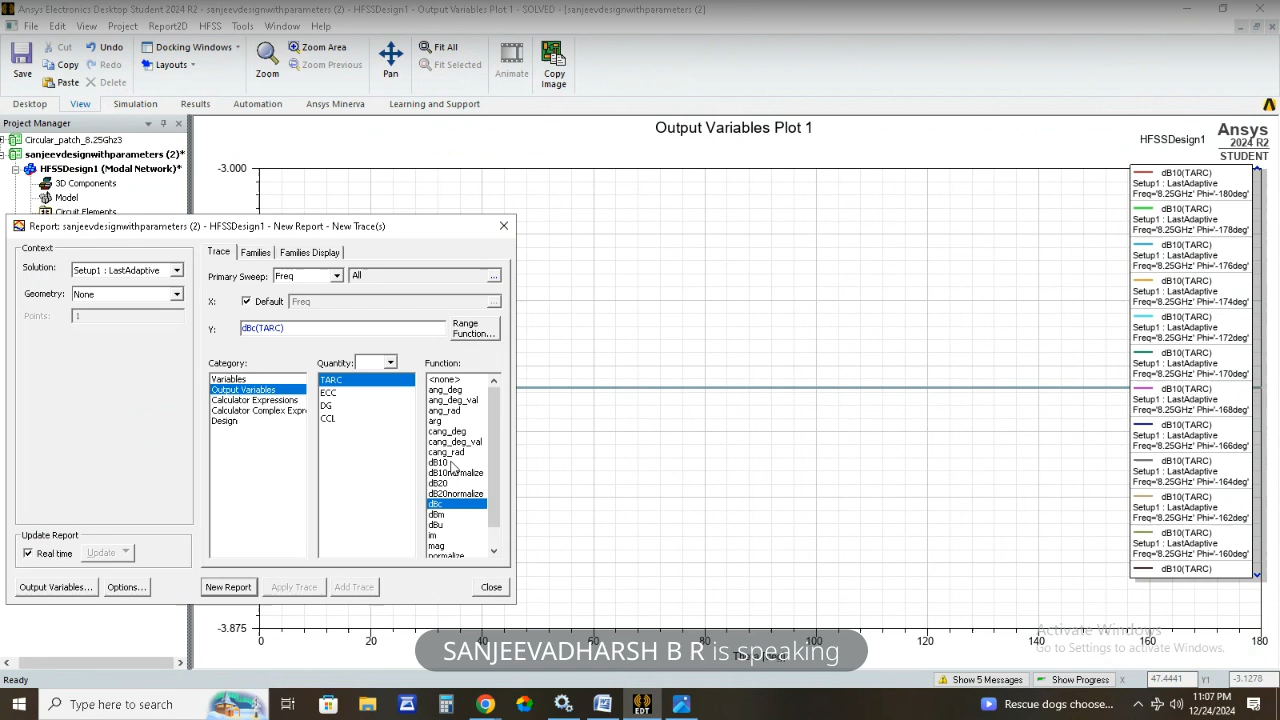 Ansys Electronics Desktop Student 2024 R2 - sanjeevdesignwithparameters (2) - HFSSDesign1 - Output Variables Plot 1 - SOLVED - [sanjeevdesignwithparameters (2)]
File Edit View Project Report2D HFSS Tools Window Help
Save
Cut
Copy
Paste
Undo
Redo
Delete
Docking Windows
Layouts
Zoom
Zoom Area
Zoom Previous
Pan
Fit All
Fit Selected
Animate
Copy
Image
Desktop View Simulation Results Automation Ansys Minerva Learning and Support
Project Manager
Circular_patch_8.25Ghz3
sanjeevdesignwithparameters (2)*
HFSSDesign1 (Modal Network)*
3D Components
Model
Circuit Elements
Output Variables Plot 1
HFSSDesign1
Ansys
2024 R2
STUDENT
-3.000
-3.875
0 20 40 60 80 100 120 140 160 180
dB10(TARC)
Setup1 : LastAdaptive
Freq='8.25GHz' Phi='-180deg'
dB10(TARC)
Setup1 : LastAdaptive
Freq='8.25GHz' Phi='-178deg'
dB10(TARC)
Setup1 : LastAdaptive
Freq='8.25GHz' Phi='-176deg'
dB10(TARC)
Setup1 : LastAdaptive
Freq='8.25GHz' Phi='-174deg'
dB10(TARC)
Setup1 : LastAdaptive
Freq='8.25GHz' Phi='-172deg'
dB10(TARC)
Setup1 : LastAdaptive
Freq='8.25GHz' Phi='-170deg'
dB10(TARC)
Setup1 : LastAdaptive
Freq='8.25GHz' Phi='-168deg'
dB10(TARC)
Setup1 : LastAdaptive
Freq='8.25GHz' Phi='-166deg'
dB10(TARC)
Setup1 : LastAdaptive
Freq='8.25GHz' Phi='-164deg'
dB10(TARC)
Setup1 : LastAdaptive
Freq='8.25GHz' Phi='-162deg'
dB10(TARC)
Setup1 : LastAdaptive
Freq='8.25GHz' Phi='-160deg'
dB10(TARC)
Report: sanjeevdesignwithparameters (2) - HFSSDesign1 - New Report - New Trace(s)
Context
Solution: Setup1 : LastAdaptive
Geometry: None
Points: 1
Update Report
Real time Update
Output Variables... Options...
Trace Families Families Display
Primary Sweep: Freq All ...
X: Default Freq ...
Y: dBc(TARC)
Range
Function...
Category:
Variables
Output Variables
Calculator Expressions
Calculator Complex Expr
Design
Quantity:
TARC
ECC
DG
CCL
Function:
<none>
ang_deg
ang_deg_val
ang_rad
arg
cang_deg
cang_deg_val
cang_rad
dB10
dB10normalize
dB20
dB20normalize
dBc
dBm
dBu
im
mag
normalize
New Report Apply Trace Add Trace Close
SANJEEVADHARSH B R is speaking
Activate Windows
Go to Settings to activate Windows.
Ready
Show 5 Messages Show Progress X 47.4441 Y1 -3.1278
Type here to search
EDT
Rescue dogs become...
11:07 PM
12/24/2024